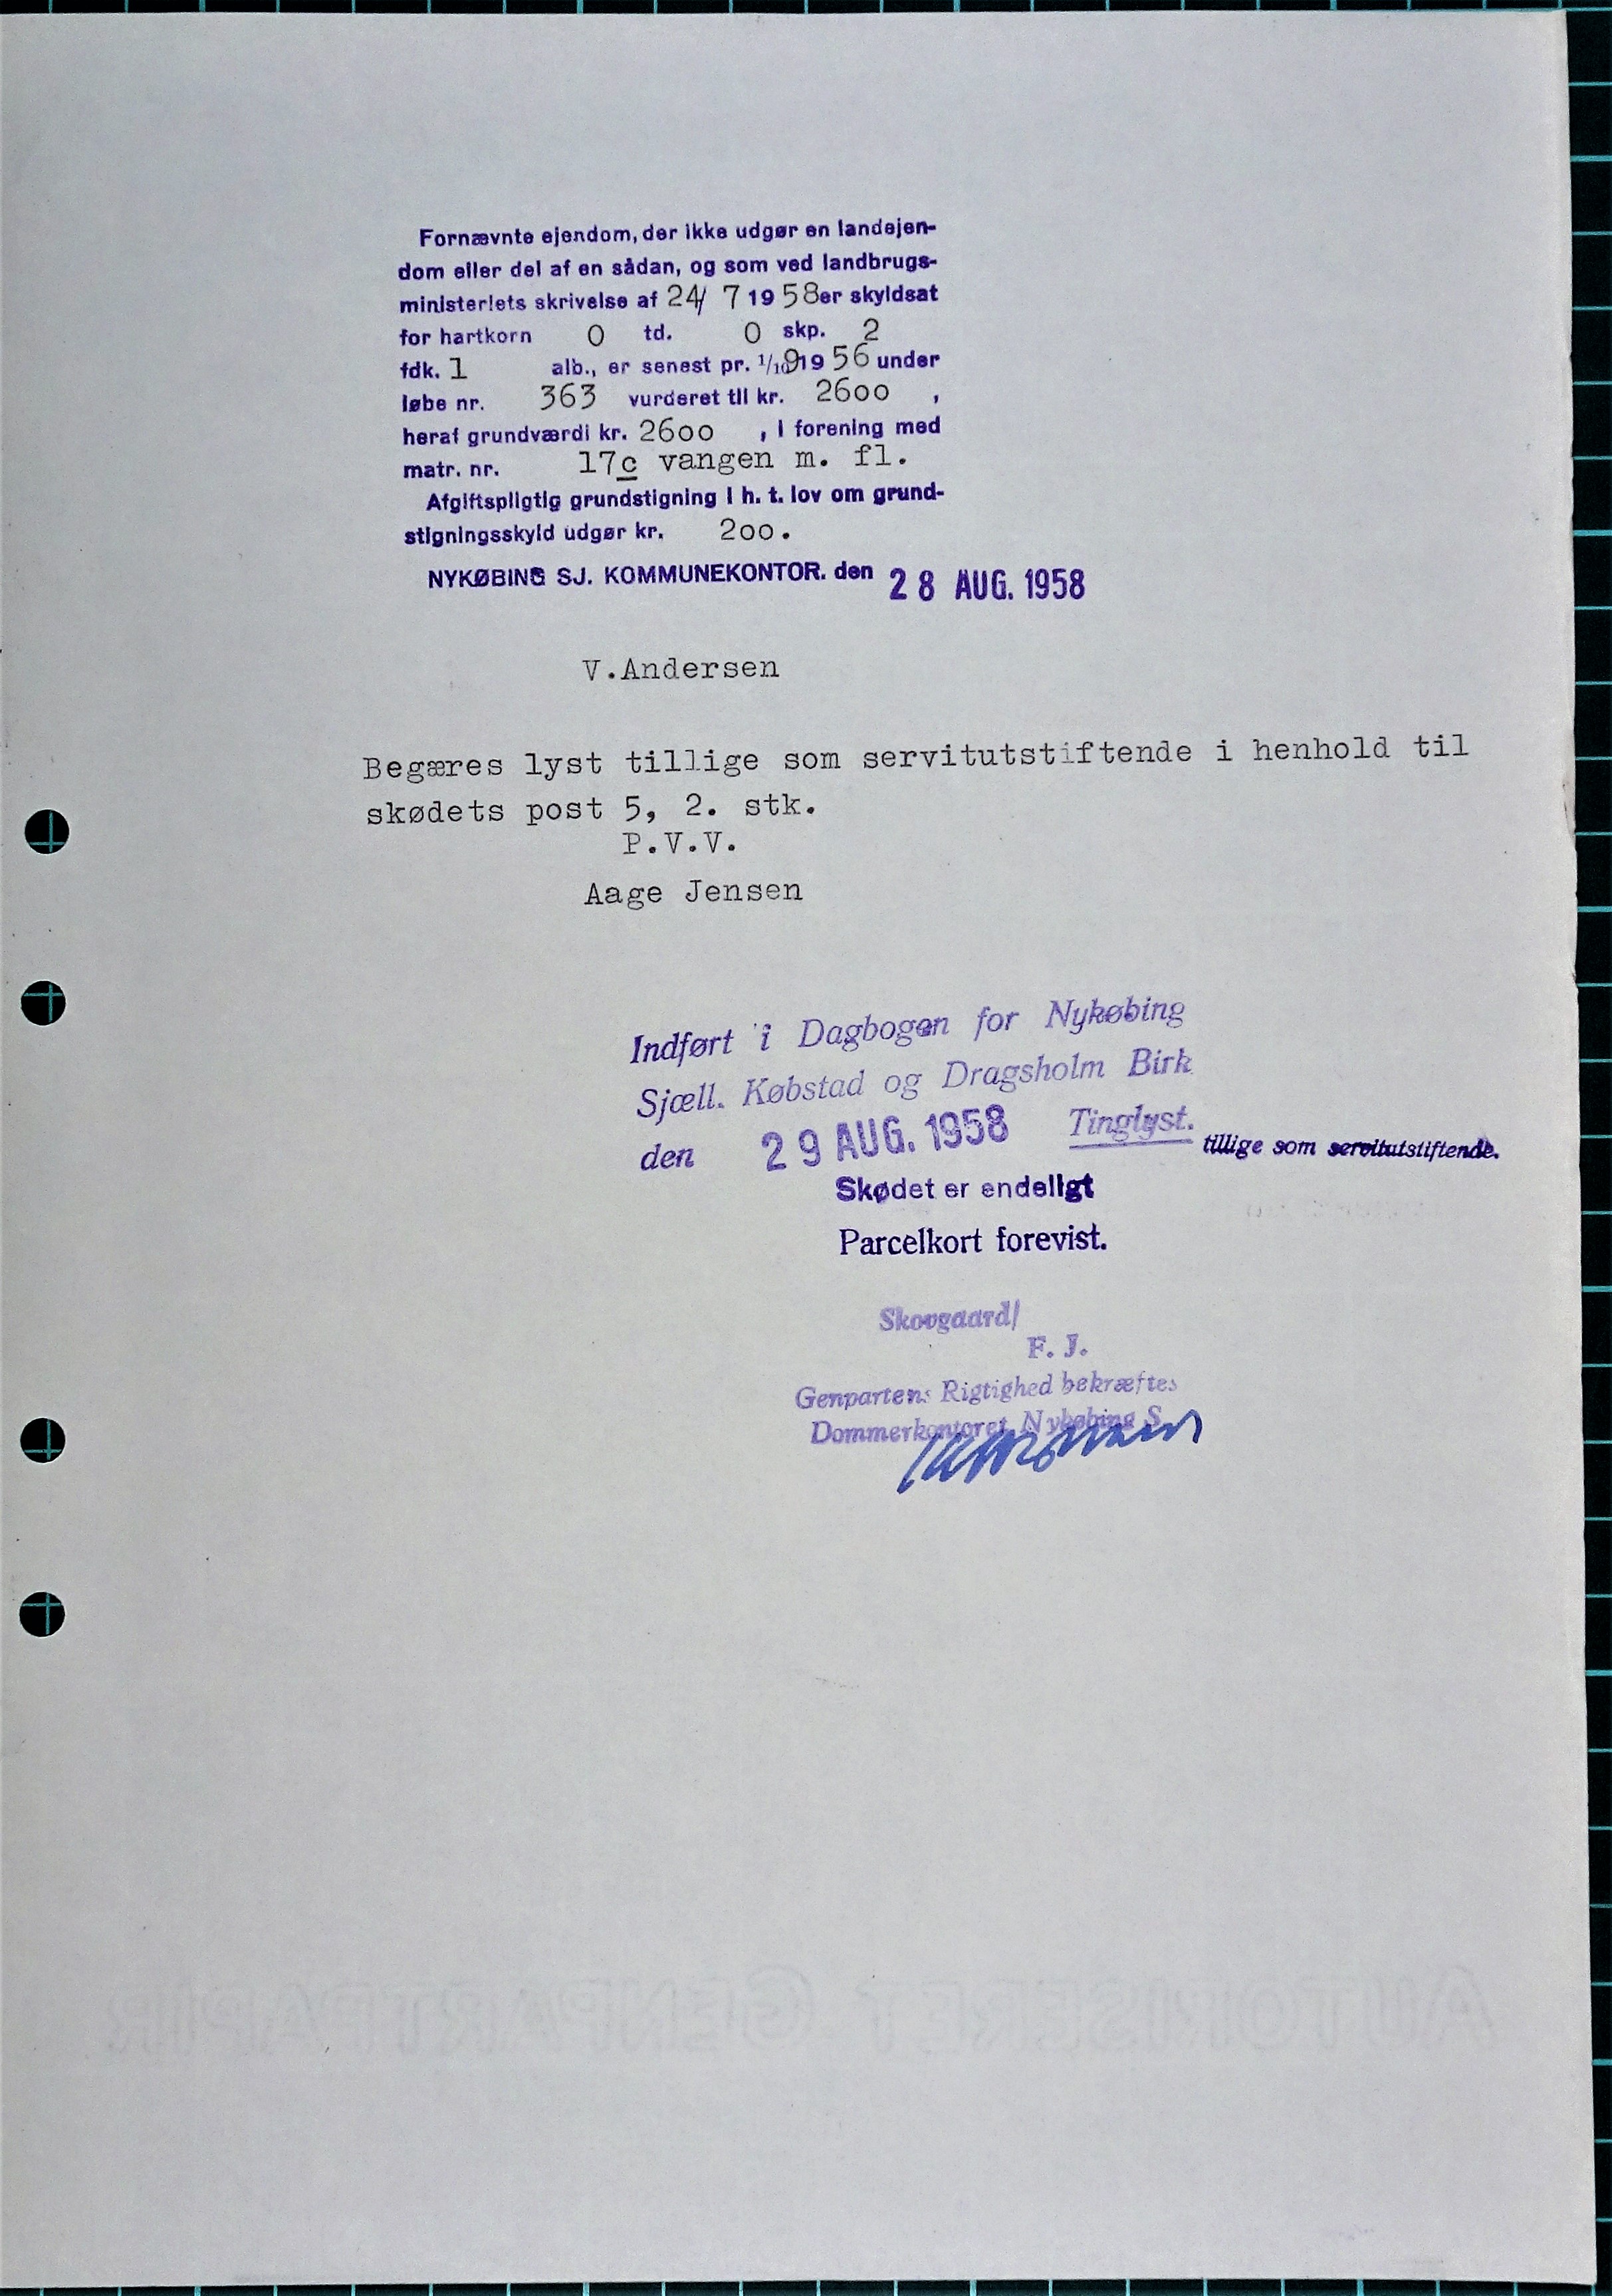 Fornævnte ejendom, der ikke udgør en landejen-
dom eller del af en sådan, og som ved landbrugs-
ministeriets skrivelse af 24/ 7 19 58 er skyldsat
for hartkorn 0 td. 0 skp. 2
fdk. 1 alb., er senest pr. 1/9 19 56 under
løbe nr. 363 vurderet til kr. 2600 ,
heraf grundværdi kr. 2600 , i forening med
matr. nr. 17c vangen m. fl.
Afgiftspligtig grundstigning i h. t. lov om grund-
stigningsskyld udgør kr. 200.
NYKØBING SJ. KOMMUNEKONTOR. den 28 AUG. 1958
V.Andersen
Begæres lyst tillige som servitutstiftende i henhold til
skødets post 5, 2. stk.
P.V.V.
Aage Jensen
Indført i Dagbogen for Nykøbing
Sjæll. Købstad og Dragsholm Birk
den 29 AUG. 1958 Tinglyst. tillige som servitutstiftende.
Skødet er endeligt
Parcelkort forevist.
Skovgaard/
F. J.
Genpartens Rigtighed bekræftes
Dommerkontoret, Nykøbing S
AUTORISERET GENPARTPAPIR